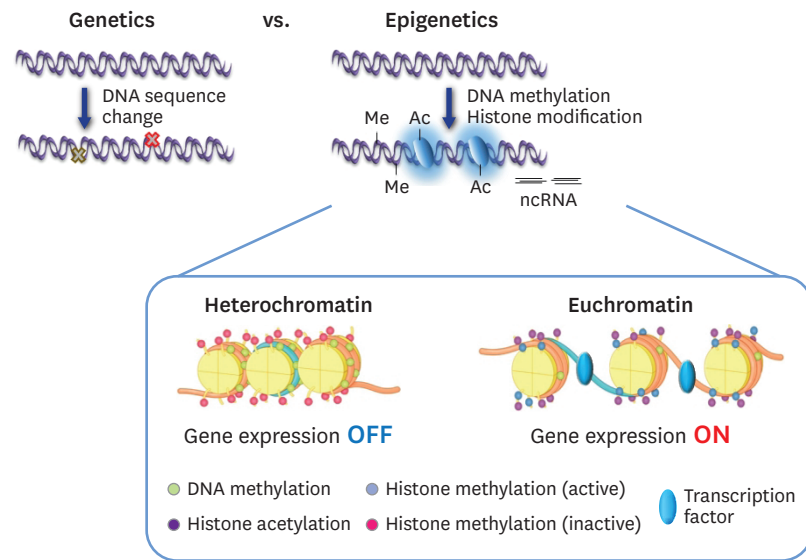 Genetics vs. Epigenetics
DNA sequence
change
DNA methylation
Histone modification
Me Ac
Me Ac
ncRNA
Heterochromatin
Euchromatin
Gene expression OFF
Gene expression ON
DNA methylation
Histone methylation (active)
Histone acetylation
Histone methylation (inactive)
Transcription
factor